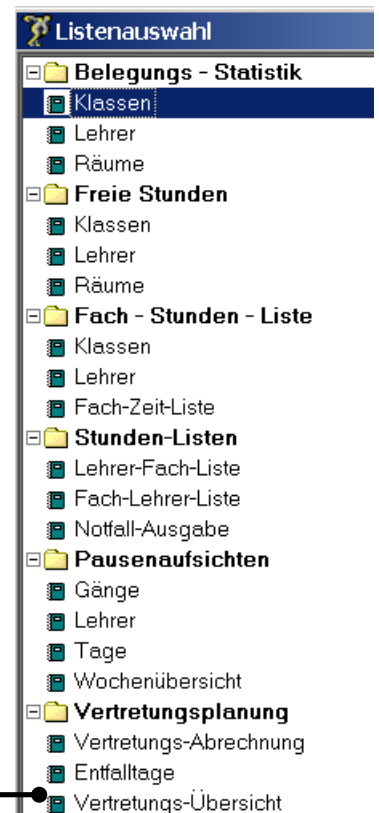 Listenauswahl
Belegungs - Statistik
Klassen
Lehrer
Räume
Freie Stunden
Klassen
Lehrer
Räume
Fach - Stunden - Liste
Klassen
Lehrer
Fach-Zeit-Liste
Stunden-Listen
Lehrer-Fach-Liste
Fach-Lehrer-Liste
Notfall-Ausgabe
Pausenaufsichten
Gänge
Lehrer
Tage
Wochenübersicht
Vertretungsplanung
Vertretungs-Abrechnung
Entfalltage
Vertretungs-Übersicht